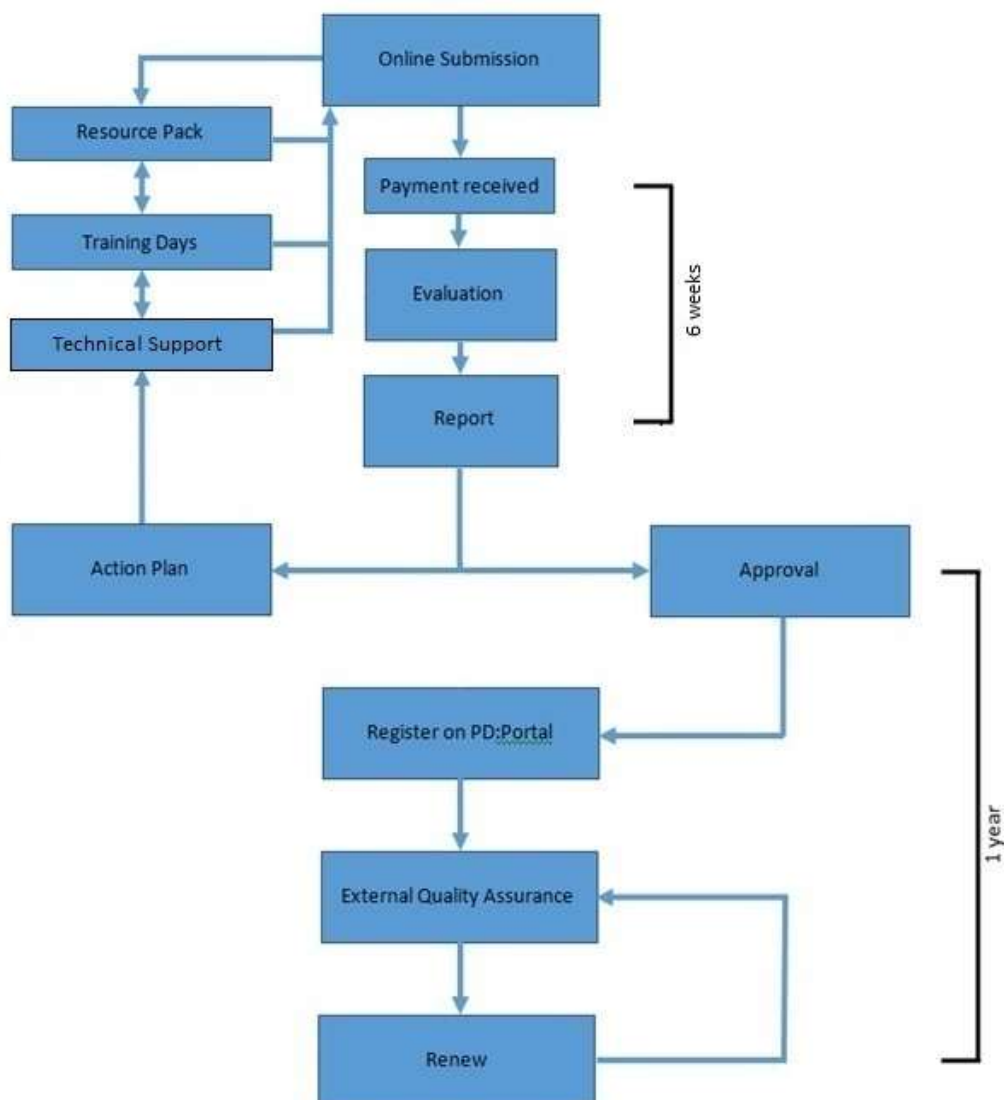 Online Submission
Resource Pack
Payment received
Training Days
Evaluation
6 weeks
Technical Support
Report
Action Plan
Approval
Register on PD:Portal
1 year
External Quality Assurance
Renew